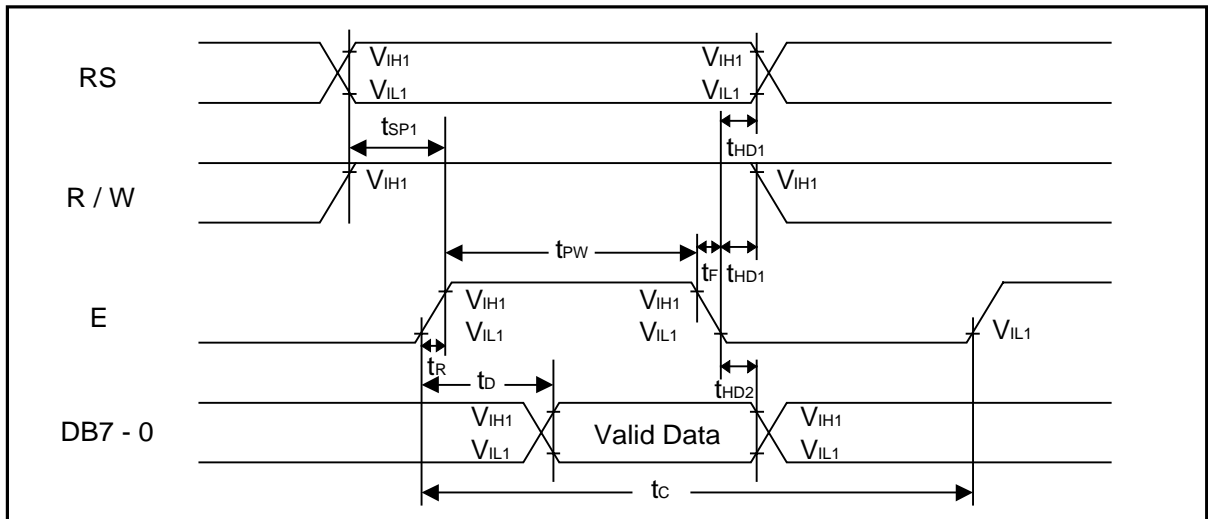 RS
VIH1
VIL1
VIH1
VIL1
tSP1
tHD1
R / W
VIH1
VIH1
tPW
tF
tHD1
E
VIH1
VIL1
VIH1
VIL1
VIL1
tR
tD
tHD2
DB7 - 0
VIH1
VIL1
Valid Data
VIH1
VIL1
tC